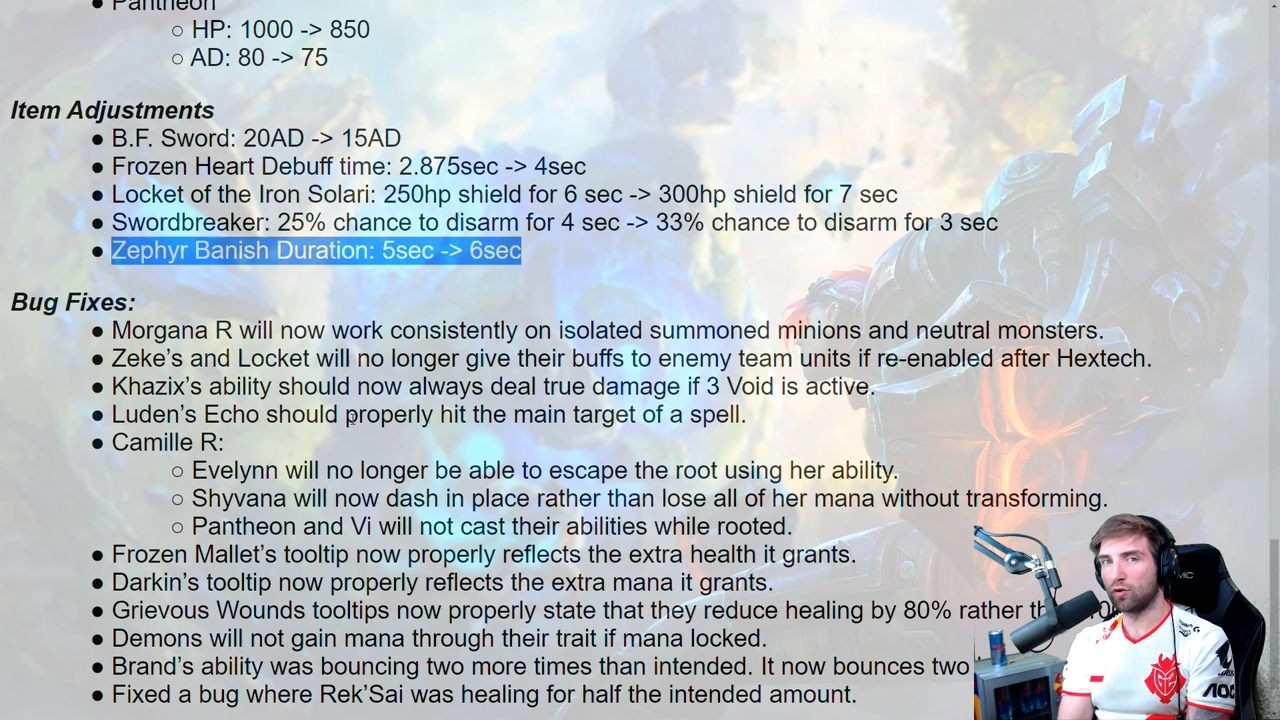 ● Pantheon
○ HP: 1000 -> 850
○ AD: 80 -> 75
Item Adjustments
● B.F. Sword: 20AD -> 15AD
● Frozen Heart Debuff time: 2.875sec -> 4sec
● Locket of the Iron Solari: 250hp shield for 6 sec -> 300hp shield for 7 sec
● Swordbreaker: 25% chance to disarm for 4 sec -> 33% chance to disarm for 3 sec
● Zephyr Banish Duration: 5sec -> 6sec
Bug Fixes:
● Morgana R will now work consistently on isolated summoned minions and neutral monsters.
● Zeke’s and Locket will no longer give their buffs to enemy team units if re-enabled after Hextech.
● Khazix’s ability should now always deal true damage if 3 Void is active.
● Luden’s Echo should properly hit the main target of a spell.
● Camille R:
○ Evelynn will no longer be able to escape the root using her ability.
○ Shyvana will now dash in place rather than lose all of her mana without transforming.
○ Pantheon and Vi will not cast their abilities while rooted.
● Frozen Mallet’s tooltip now properly reflects the extra health it grants.
● Darkin’s tooltip now properly reflects the extra mana it grants.
● Grievous Wounds tooltips now properly state that they reduce healing by 80% rather
● Demons will not gain mana through their trait if mana locked.
● Brand’s ability was bouncing two more times than intended. It now bounces two
● Fixed a bug where Rek’Sai was healing for half the intended amount.
G2
AOC